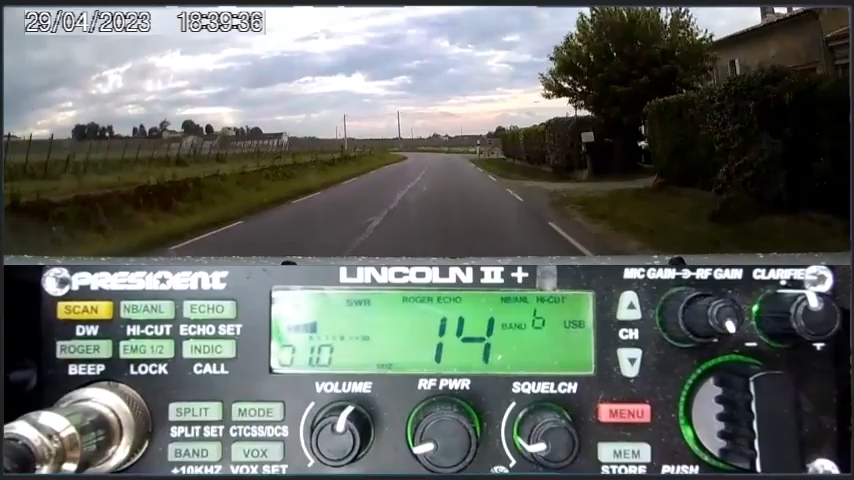 29/04/2023 18:39:36
PRESIDENT LINCOLN II + MIC GAIN RF GAIN CLARIFIER
SCAN NB/ANL ECHO
DW HI-CUT ECHO SET
ROGER EMG 1/2 INDIC
BEEP LOCK CALL
SWR ROGER ECHO NB/ANL HI-CUT
14 BAND 6 USB
01.0
CH
VOLUME RF PWR SQUELCH
SPLIT MODE
SPLIT SET CTCSS/DCS
BAND VOX
+10KHZ VOX SET
MENU
MEM
STORE PUSH